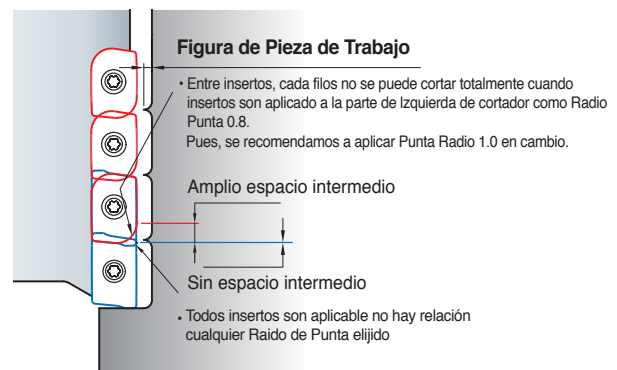 Figura de Pieza de Trabajo
• Entre insertos, cada filos no se puede cortar totalmente cuando
insertos son aplicado a la parte de Izquierda de cortador como Radio
Punta 0.8.
Pues, se recomendamos a aplicar Punta Radio 1.0 en cambio.
Amplio espacio intermedio
Sin espacio intermedio
• Todos insertos son aplicable no hay relación
cualquier Raido de Punta elijido